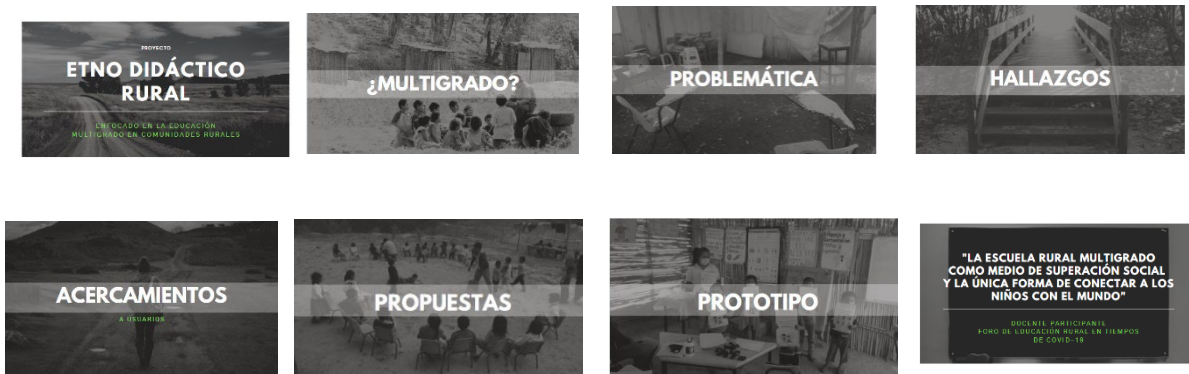 PROYECTO
ETNO DIDÁCTICO
RURAL
ENFOCADO EN LA EDUCACIÓN
MULTIGRADO EN COMUNIDADES RURALES
¿MULTIGRADO?
PROBLEMÁTICA
HALLAZGOS
ACERCAMIENTOS
A USUARIOS
PROPUESTAS
PROTOTIPO
"LA ESCUELA RURAL MULTIGRADO
COMO MEDIO DE SUPERACIÓN SOCIAL
Y LA ÚNICA FORMA DE CONECTAR A LOS
NIÑOS CON EL MUNDO"
DOCENTE PARTICIPANTE
FORO DE EDUCACIÓN RURAL EN TIEMPOS
DE COVID-19